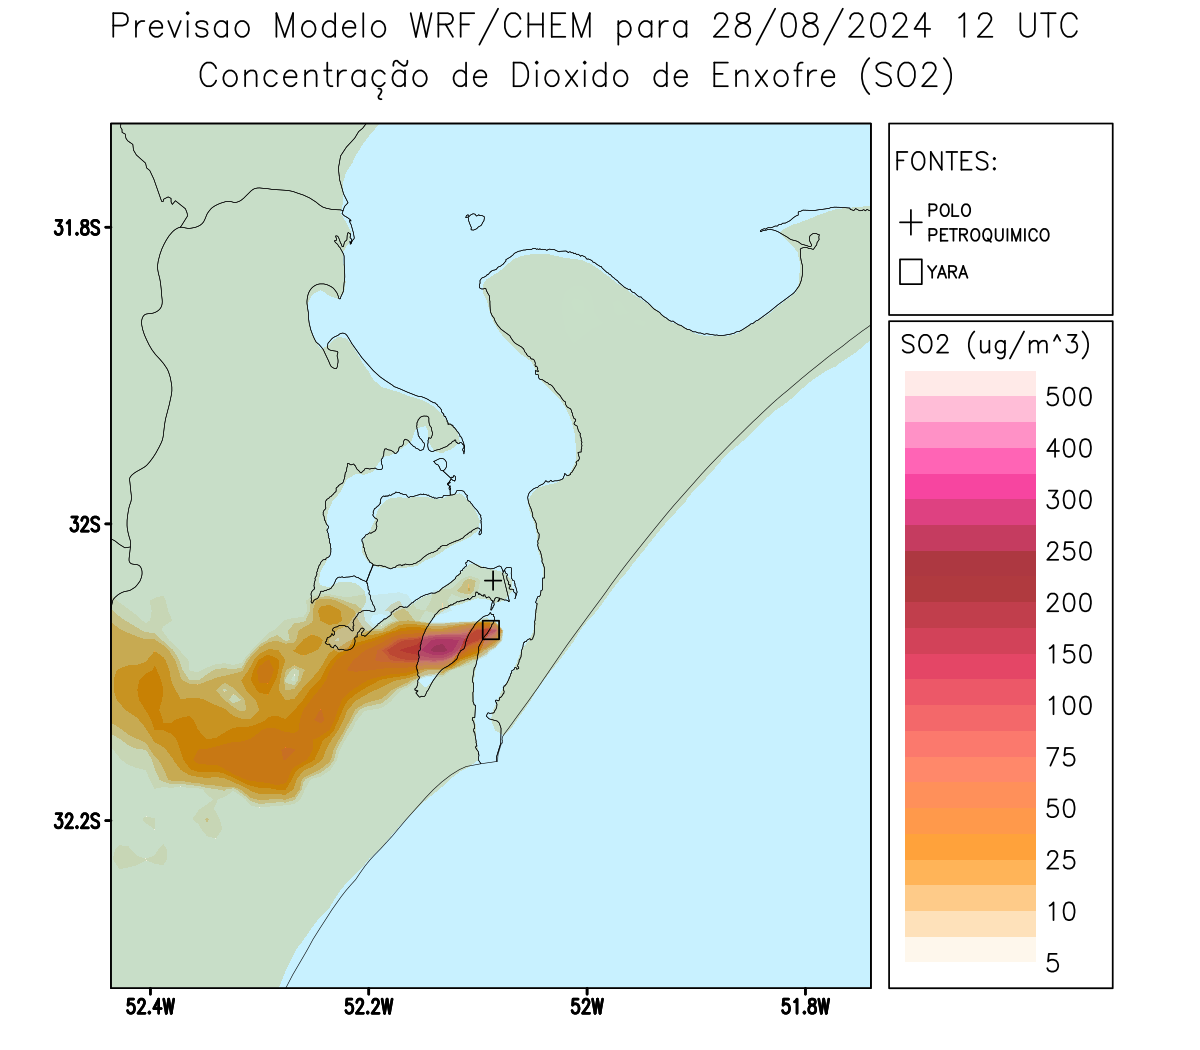 Previsao Modelo WRF/CHEM para 28/08/2024 12 UTC
Concentração de Dioxido de Enxofre (SO2)
FONTES:
POLO
PETROQUIMICO
YARA
SO2 (ug/m^3)
500
400
300
250
200
150
100
75
50
25
10
5
31.8S
32S
32.2S
52.4W
52.2W
52W
51.8W